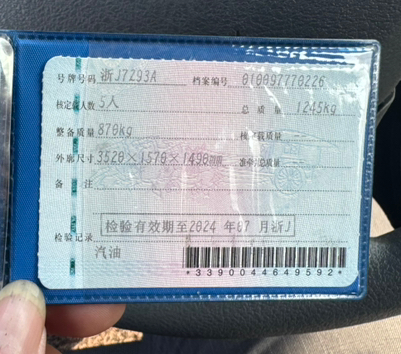 号牌号码 浙J7Z93A 档案编号 010097770226
核定载人数 5人 总质量 1245kg
整备质量 870kg 核定载质量 --
外廓尺寸 3520×1570×1490mm 准牵引总质量 --
备注
检验记录 检验有效期至2024 年07 月浙J
汽油
*3390044649592*